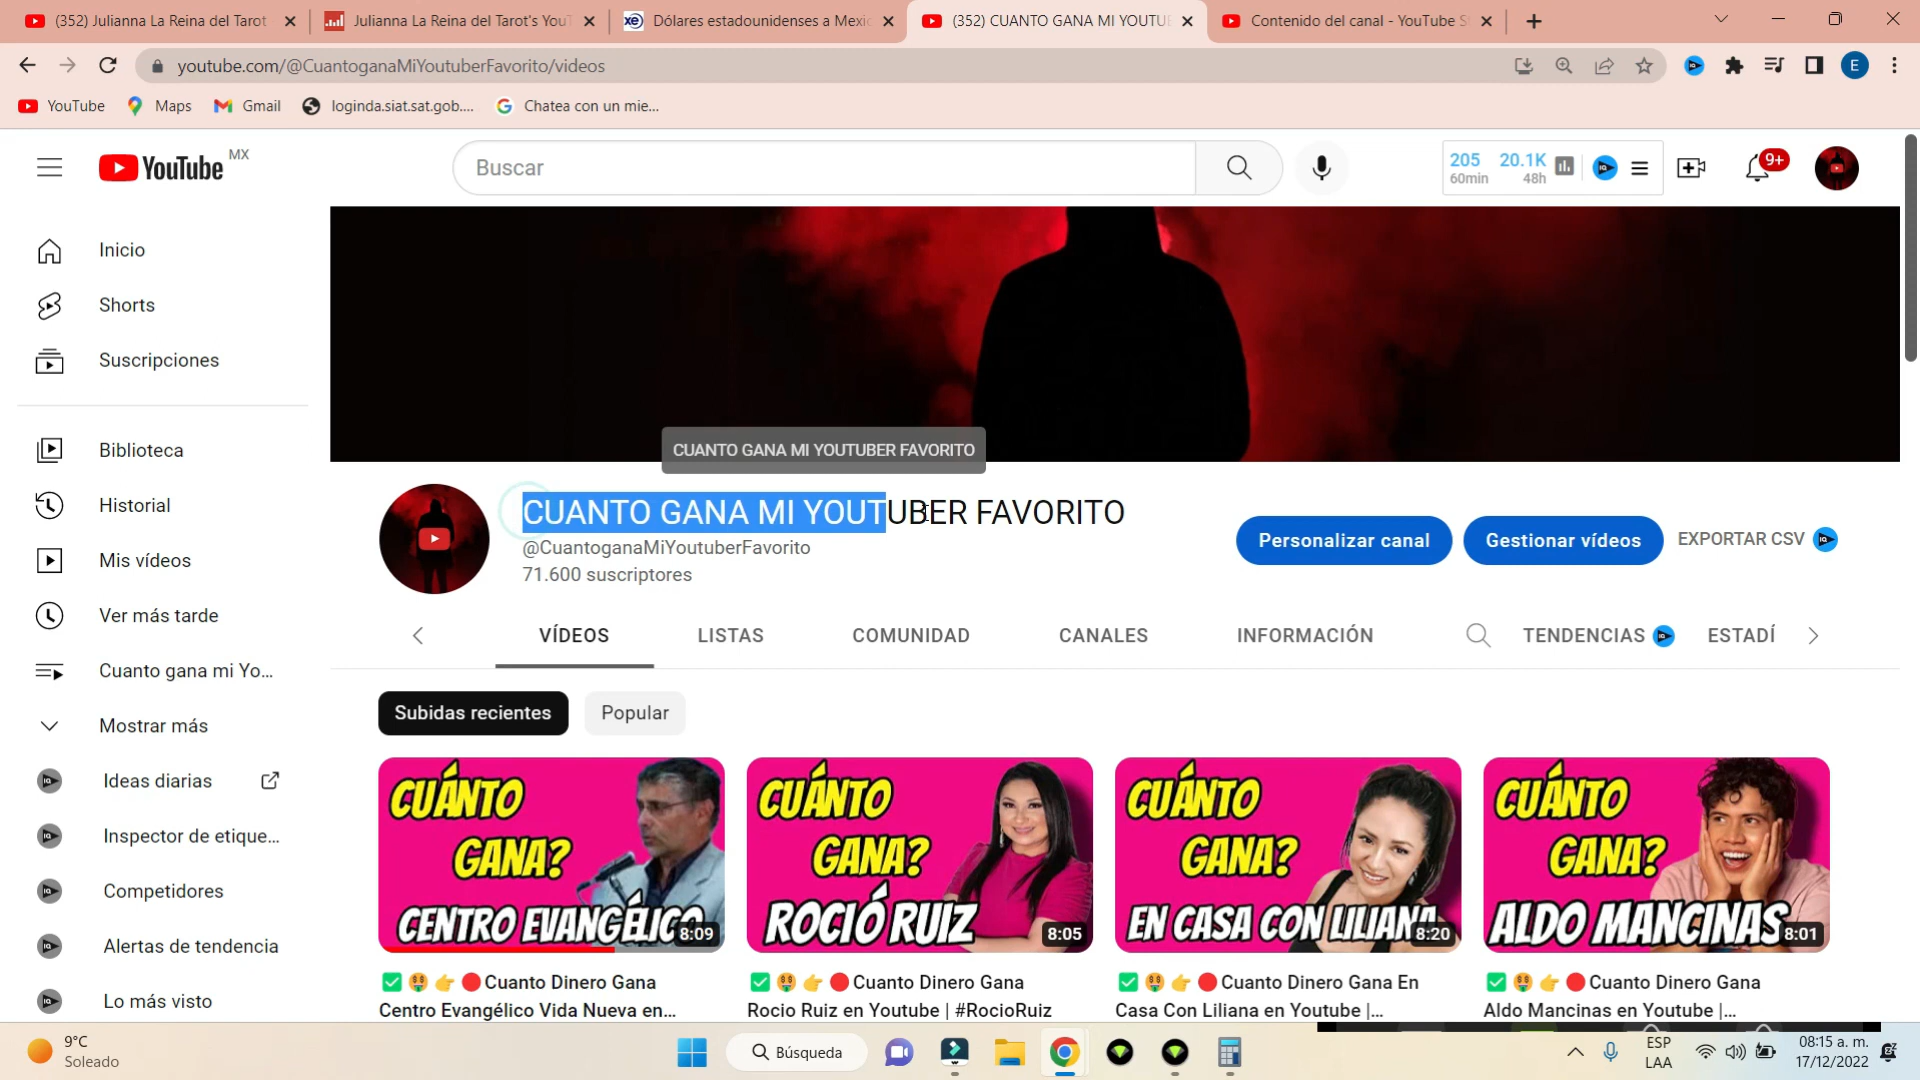 (352) Julianna La Reina del Tarot
Julianna La Reina del Tarot's YouT
Dólares estadounidenses a Mexic
(352) CUANTO GANA MI YOUTUB
Contenido del canal - YouTube S
youtube.com/@CuantoganaMiYoutuberFavorito/videos
E
YouTube
Maps
Gmail
loginda.siat.sat.gob....
Chatea con un mie...
YouTube MX
Buscar
205
60min
20.1K
48h
9+
Inicio
Shorts
Suscripciones
Biblioteca
Historial
Mis vídeos
Ver más tarde
Cuanto gana mi Yo...
Mostrar más
Ideas diarias
Inspector de etique...
Competidores
Alertas de tendencia
Lo más visto
CUANTO GANA MI YOUTUBER FAVORITO
CUANTO GANA MI YOUTUBER FAVORITO
@CuantoganaMiYoutuberFavorito
71.600 suscriptores
Personalizar canal
Gestionar vídeos
EXPORTAR CSV
VÍDEOS
LISTAS
COMUNIDAD
CANALES
INFORMACIÓN
TENDENCIAS
ESTADÍ
Subidas recientes
Popular
CUÁNTO
GANA?
CENTRO EVANGÉLICO
8:09
CUÁNTO
GANA?
ROCIÓ RUIZ
8:05
CUÁNTO
GANA?
EN CASA CON LILIANA
8:20
CUÁNTO
GANA?
ALDO MANCINAS
8:01
✅ 🤑 👉 🔴Cuanto Dinero Gana
Centro Evangélico Vida Nueva en...
✅ 🤑 👉 🔴Cuanto Dinero Gana
Rocio Ruiz en Youtube | #RocioRuiz
✅ 🤑 👉 🔴Cuanto Dinero Gana En
Casa Con Liliana en Youtube |...
✅ 🤑 👉 🔴Cuanto Dinero Gana
Aldo Mancinas en Youtube |...
9°C
Soleado
Búsqueda
ESP
LAA
08:15 a. m.
17/12/2022